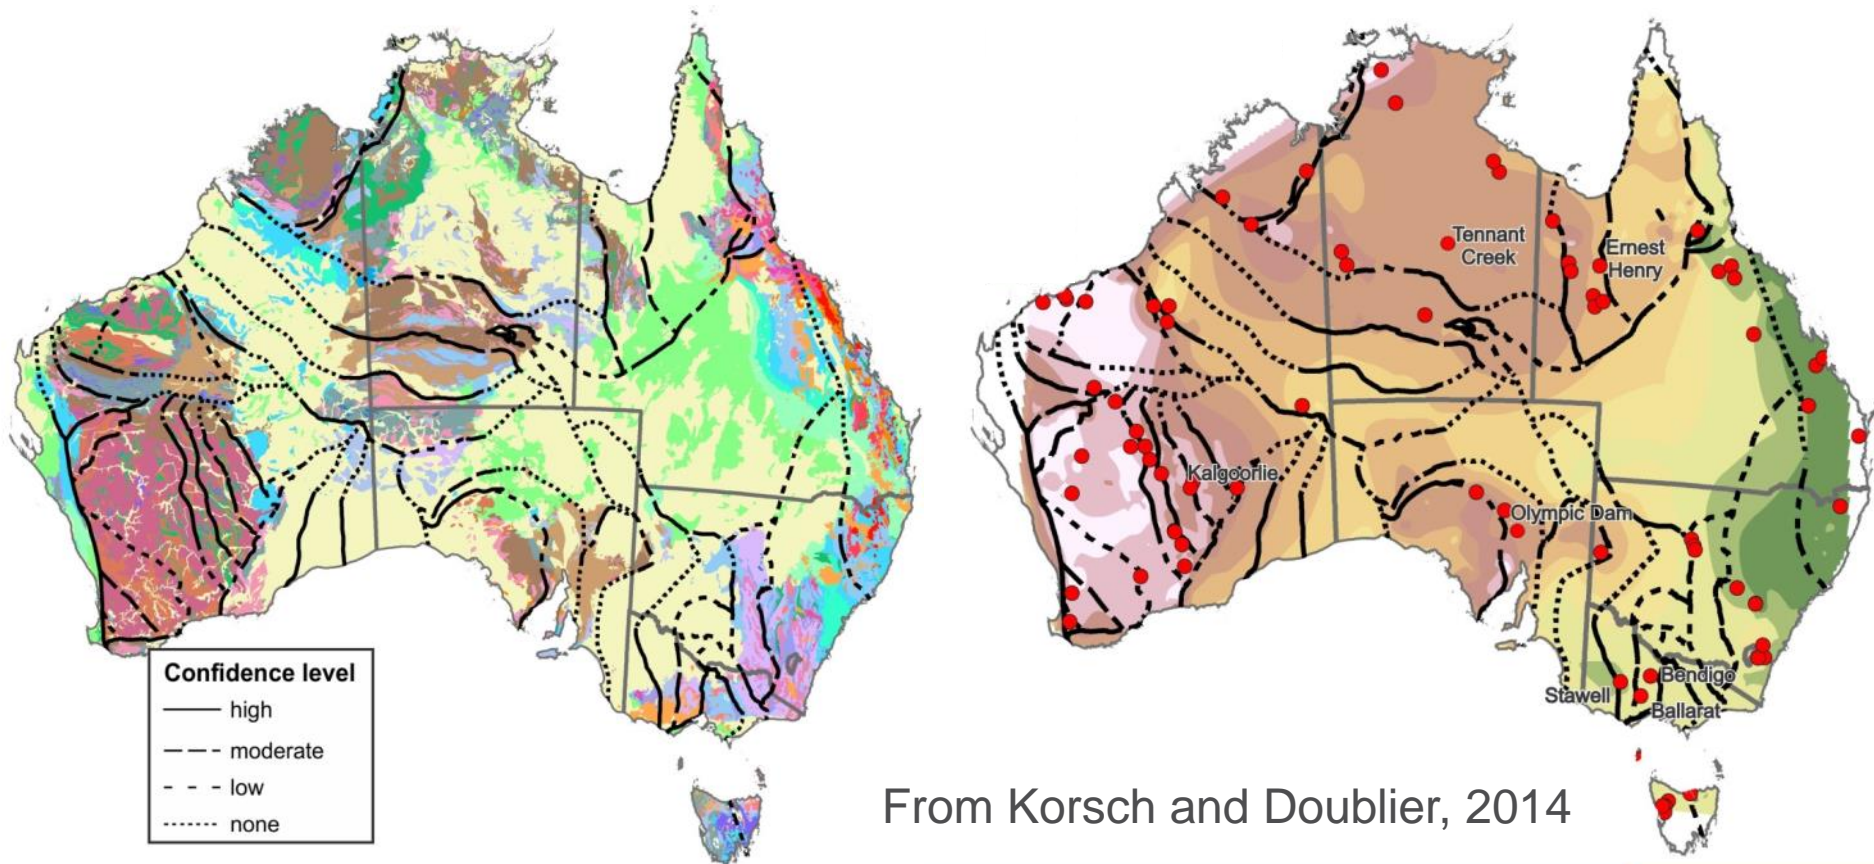 Confidence level
high
moderate
low
none
Tennant
Creek
Ernest
Henry
Kalgoorlie
Olympic Dam
Stawell
Bendigo
Ballarat
From Korsch and Doublier, 2014